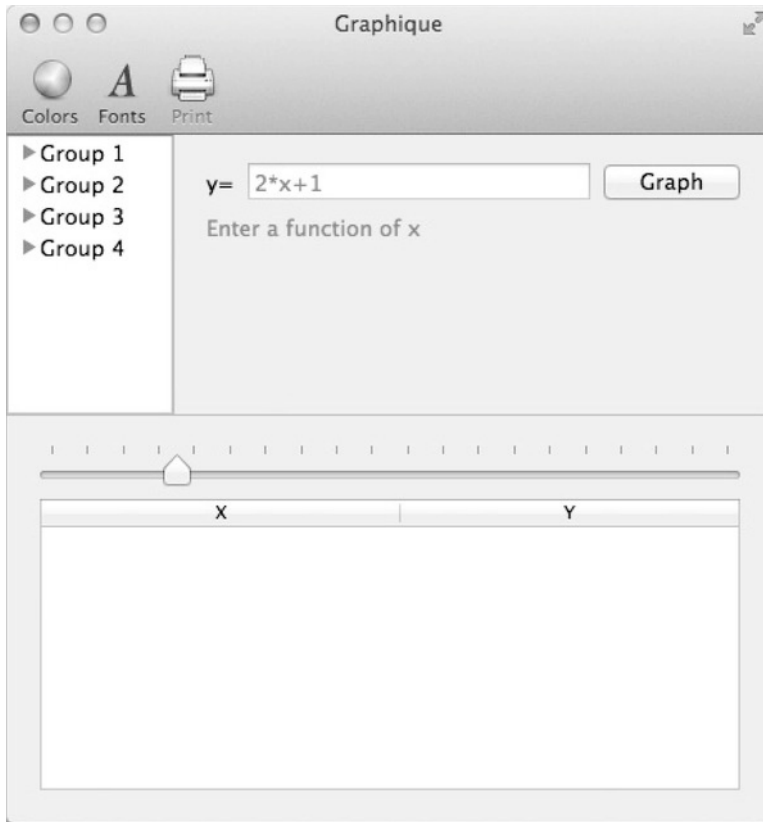 Graphique
Colors Fonts Print
Group 1
Group 2
Group 3
Group 4
y= 2*x+1 Graph
Enter a function of x
X Y